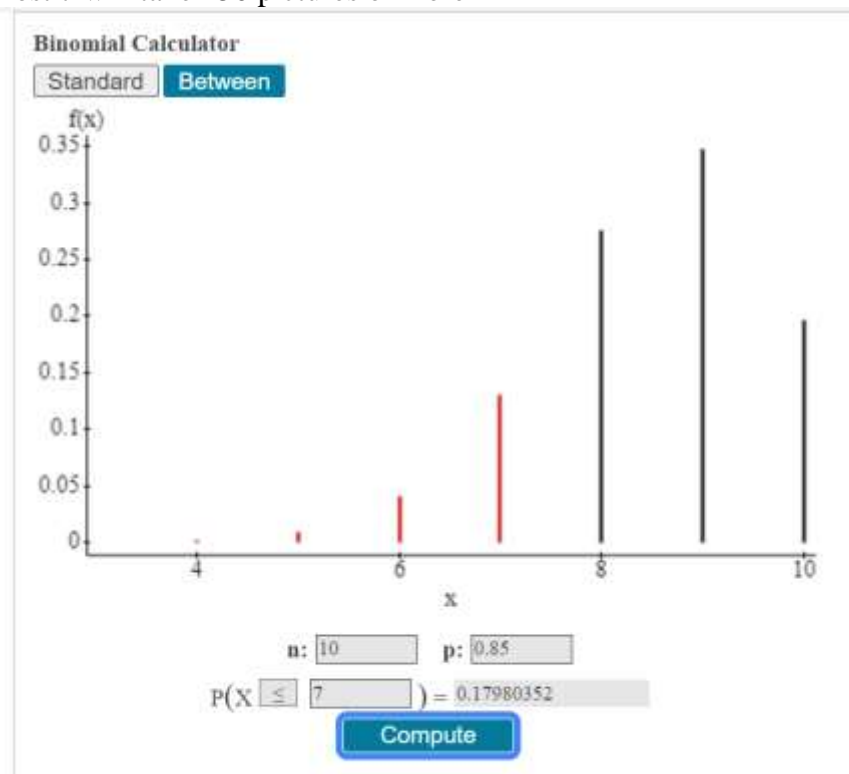 Binomial Calculator
Standard Between
f(x)
0.35
0.3
0.25
0.2
0.15
0.1
0.05
0
4 6 8 10
x
n: 10 p: 0.85
P(X ≤ 7 ) = 0.17980352
Compute